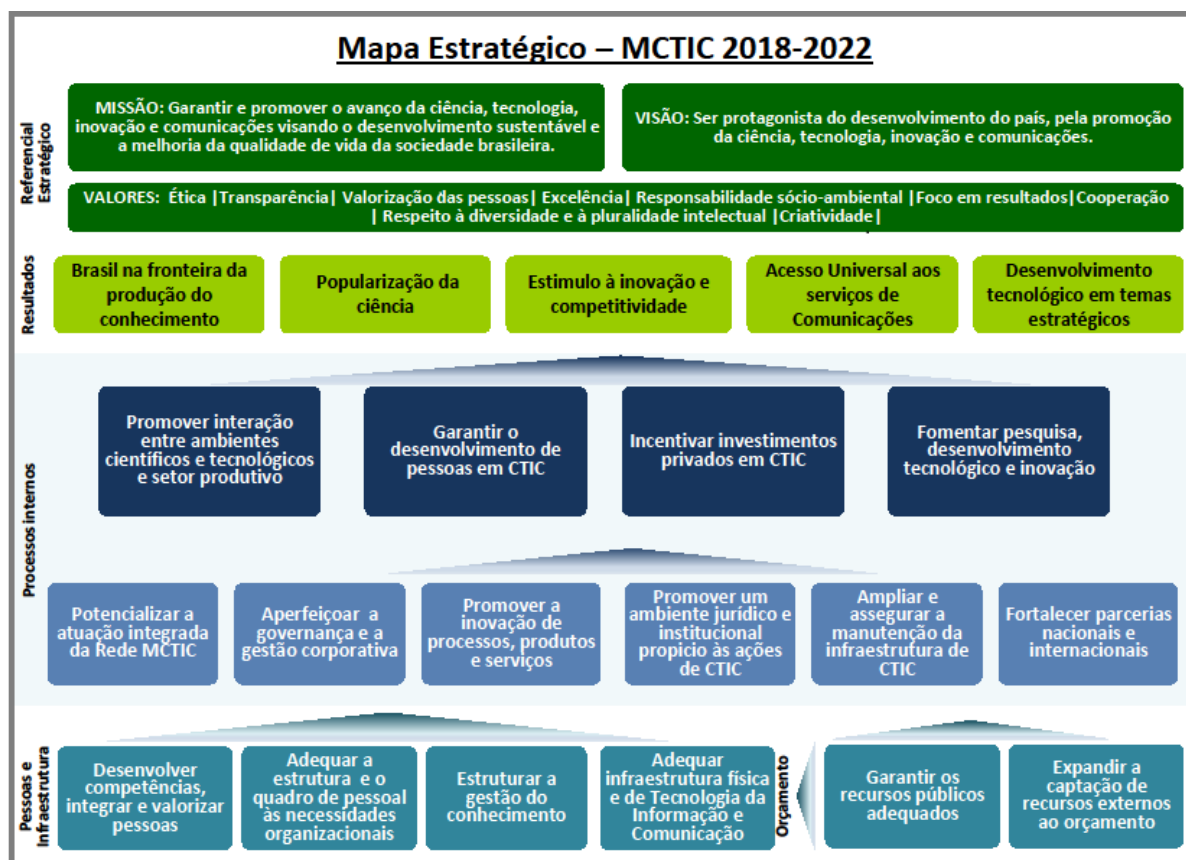 Mapa Estratégico – MCTIC 2018-2022
Referencial
Estratégico
MISSÃO: Garantir e promover o avanço da ciência, tecnologia,
inovação e comunicações visando o desenvolvimento sustentável e
a melhoria da qualidade de vida da sociedade brasileira.
VISÃO: Ser protagonista do desenvolvimento do país, pela promoção
da ciência, tecnologia, inovação e comunicações.
VALORES: Ética |Transparência| Valorização das pessoas| Excelência| Responsabilidade sócio-ambiental |Foco em resultados|Cooperação
| Respeito à diversidade e à pluralidade intelectual |Criatividade|
Resultados
Brasil na fronteira da
produção do
conhecimento
Popularização da
ciência
Estimulo à inovação e
competitividade
Acesso Universal aos
serviços de
Comunicações
Desenvolvimento
tecnológico em temas
estratégicos
Processos internos
Promover interação
entre ambientes
científicos e tecnológicos
e setor produtivo
Garantir o
desenvolvimento de
pessoas em CTIC
Incentivar investimentos
privados em CTIC
Fomentar pesquisa,
desenvolvimento
tecnológico e inovação
Potencializar a
atuação integrada
da Rede MCTIC
Aperfeiçoar a
governança e a
gestão corporativa
Promover a
inovação de
processos, produtos
e serviços
Promover um
ambiente jurídico e
institucional
propicio às ações
de CTIC
Ampliar e
assegurar a
manutenção da
infraestrutura de
CTIC
Fortalecer parcerias
nacionais e
internacionais
Pessoas e
Infraestrutura
Desenvolver
competências,
integrar e valorizar
pessoas
Adequar a
estrutura e o
quadro de pessoal
às necessidades
organizacionais
Estruturar a
gestão do
conhecimento
Adequar
infraestrutura física
e de Tecnologia da
Informação e
Comunicação
Orçamento
Garantir os
recursos públicos
adequados
Expandir a
captação de
recursos externos
ao orçamento